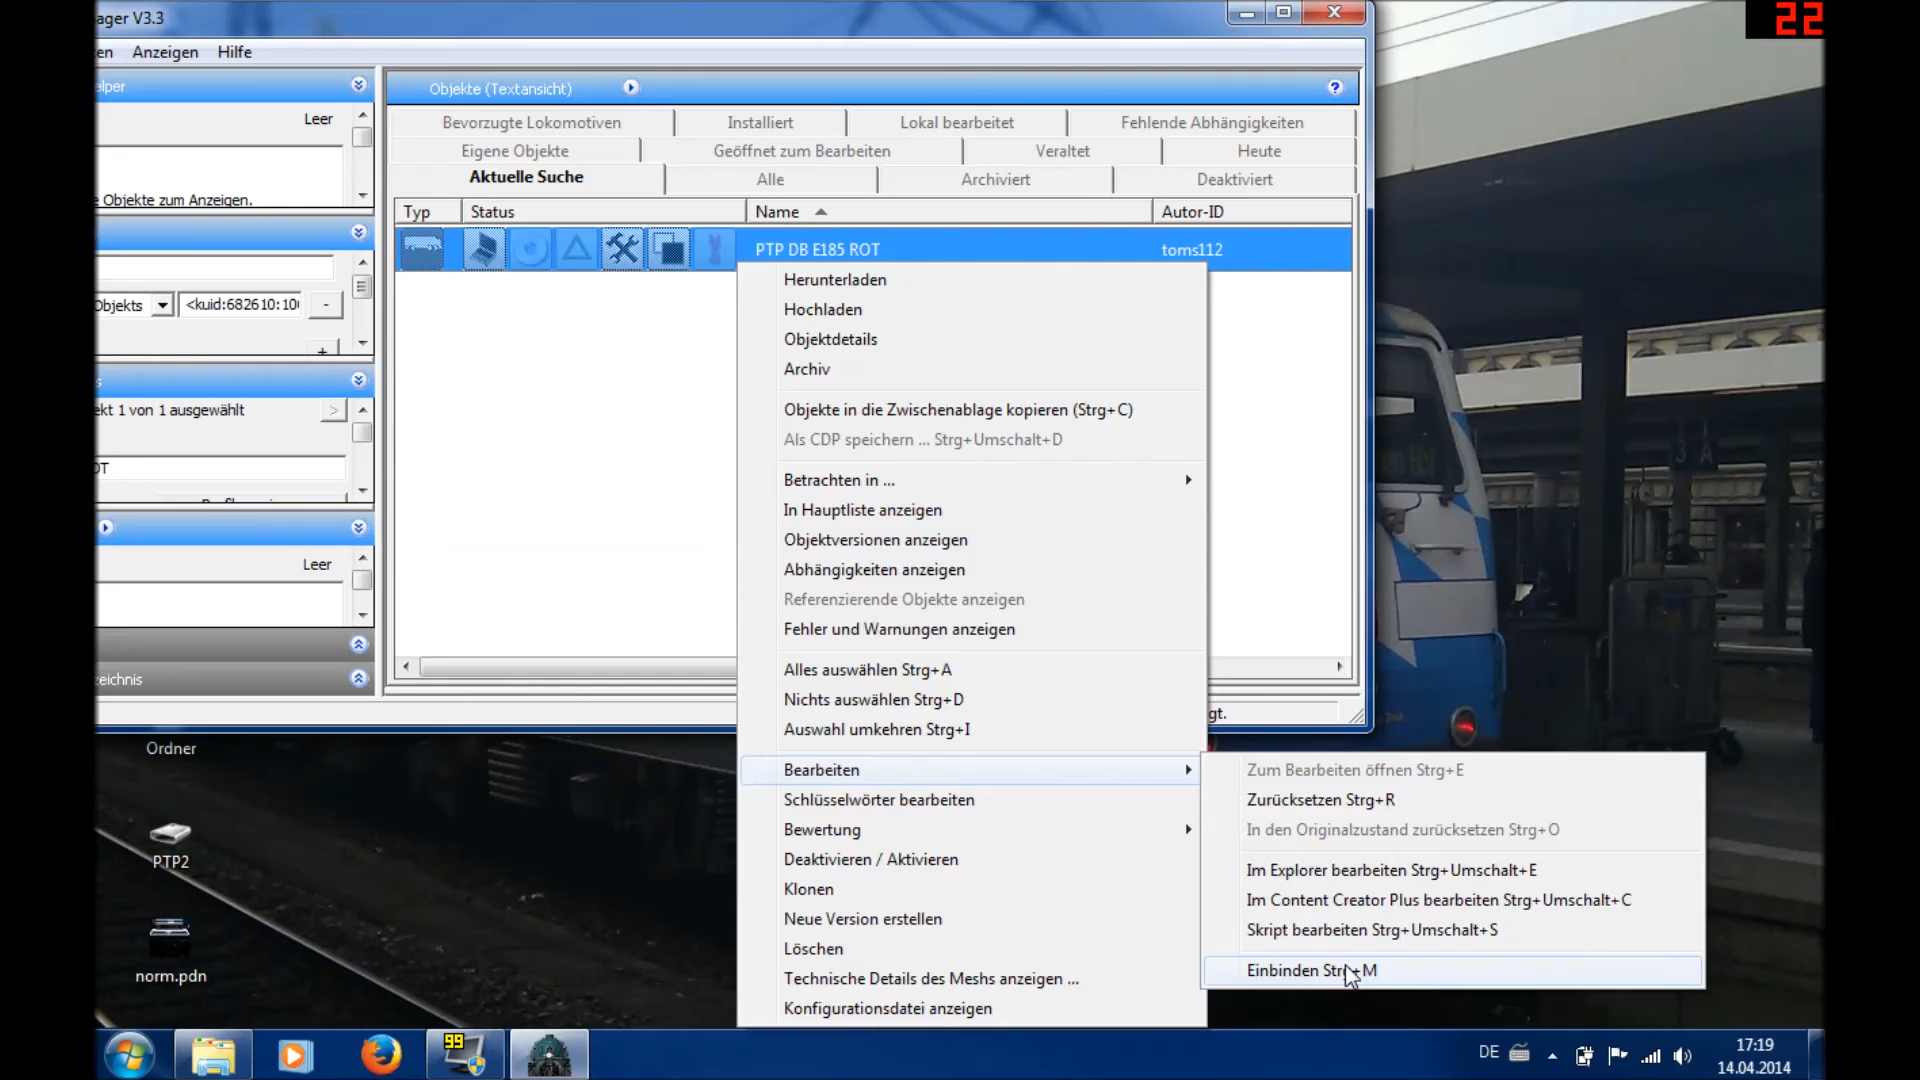 ager V3.3
22
en Anzeigen Hilfe
elper
Leer
e Objekte zum Anzeigen.
Objekts <kuid:682610:10 -
+
s
ekt 1 von 1 ausgewählt >
OT
Leer
zeichnis
Objekte (Textansicht) ?
Bevorzugte Lokomotiven Installiert Lokal bearbeitet Fehlende Abhängigkeiten
Eigene Objekte Geöffnet zum Bearbeiten Veraltet Heute
Aktuelle Suche Alle Archiviert Deaktiviert
Typ Status Name Autor-ID
PTP DB E185 ROT toms112
Herunterladen
Hochladen
Objektdetails
Archiv
Objekte in die Zwischenablage kopieren (Strg+C)
Als CDP speichern ... Strg+Umschalt+D
Betrachten in ...
In Hauptliste anzeigen
Objektversionen anzeigen
Abhängigkeiten anzeigen
Referenzierende Objekte anzeigen
Fehler und Warnungen anzeigen
Alles auswählen Strg+A
Nichts auswählen Strg+D
Auswahl umkehren Strg+I
Bearbeiten
Schlüsselwörter bearbeiten
Bewertung
Deaktivieren / Aktivieren
Klonen
Neue Version erstellen
Löschen
Technische Details des Meshs anzeigen ...
Konfigurationsdatei anzeigen
gt.
Zum Bearbeiten öffnen Strg+E
Zurücksetzen Strg+R
In den Originalzustand zurücksetzen Strg+O
Im Explorer bearbeiten Strg+Umschalt+E
Im Content Creator Plus bearbeiten Strg+Umschalt+C
Skript bearbeiten Strg+Umschalt+S
Einbinden Strg+M
3 A
Ordner
PTP2
norm.pdn
99
DE
17:19
14.04.2014